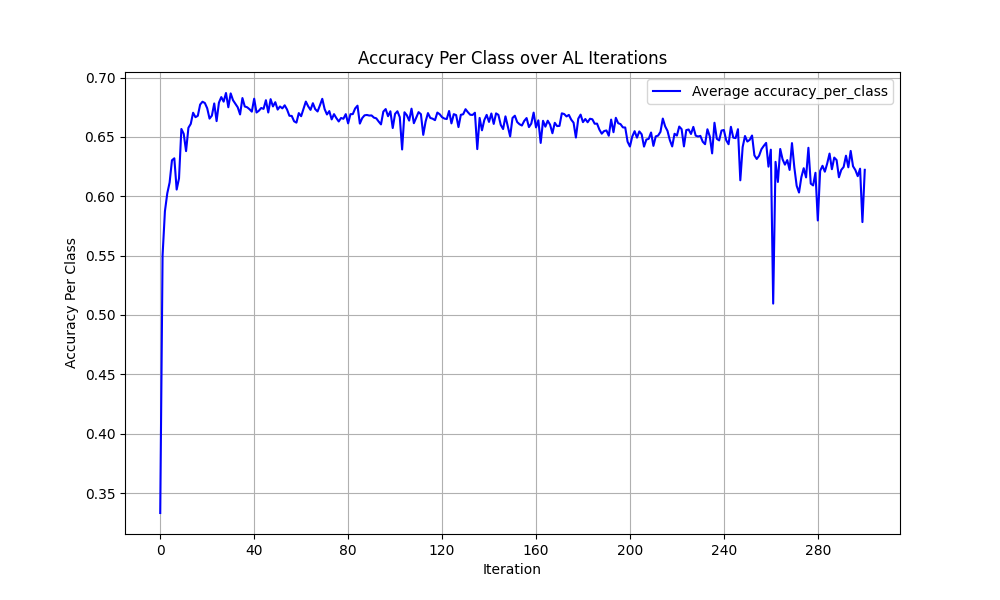 Accuracy Per Class over AL Iterations
Average accuracy_per_class
Accuracy Per Class
0.70
0.65
0.60
0.55
0.50
0.45
0.40
0.35
0 40 80 120 160 200 240 280
Iteration